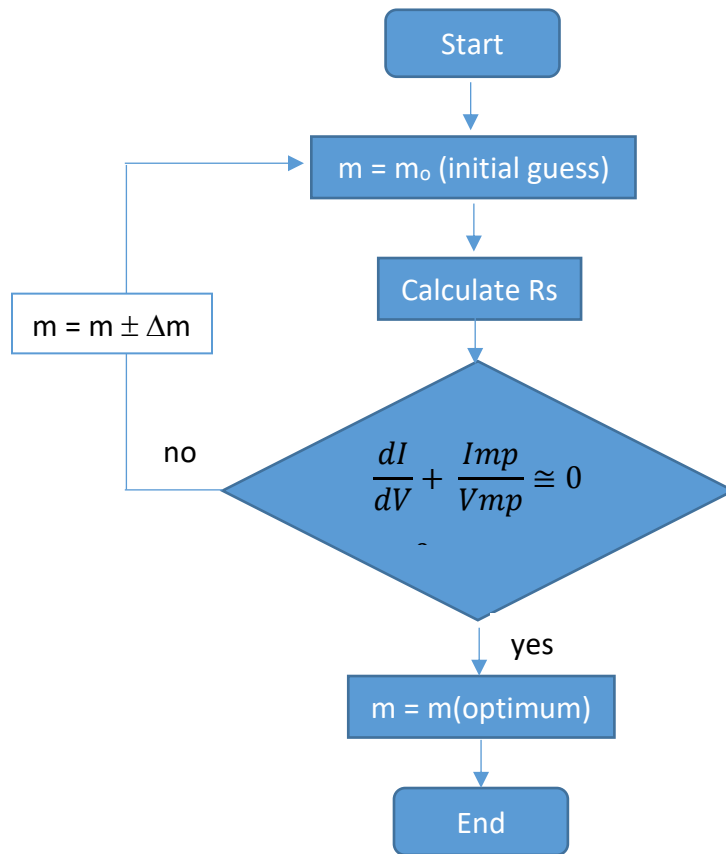 Start
m = mₒ (initial guess)
Calculate Rs
m = m ± Δm
no
dI/dV + Imp/Vmp ≅ 0
yes
m = m(optimum)
End